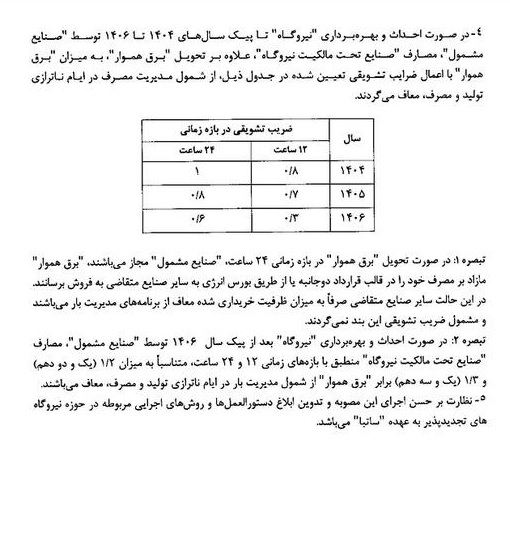 ۴- در صورت احداث و بهره‌برداری "نیروگاه" تا پیک سال‌های ۱۴۰۴ تا ۱۴۰۶ توسط "صنایع
مشمول"، مصارف "صنایع تحت مالکیت نیروگاه"، علاوه بر تحویل "برق هموار"، به میزان "برق
هموار" با اعمال ضرایب تشویقی تعیین شده در جدول ذیل، از شمول مدیریت مصرف در ایام ناترازی
تولید و مصرف، معاف می‌گردند.
سال | ضریب تشویقی در بازه زمانی
۱۲ ساعت | ۲۴ ساعت
۱۴۰۴ | ۰/۸ | ۱
۱۴۰۵ | ۰/۷ | ۰/۸
۱۴۰۶ | ۰/۳ | ۰/۶
تبصره ۱: در صورت تحویل "برق هموار" در بازه زمانی ۲۴ ساعت، "صنایع مشمول" مجاز می‌باشند، "برق هموار"
مازاد بر مصرف خود را در قالب قرارداد دوجانبه یا از طریق بورس انرژی به سایر صنایع متقاضی به فروش برسانند.
در این حالت سایر صنایع متقاضی صرفاً به میزان ظرفیت خریداری شده معاف از برنامه‌های مدیریت بار می‌باشند
و مشمول ضریب تشویقی این بند نمی‌گردند.
تبصره ۲: در صورت احداث و بهره‌برداری "نیروگاه" بعد از پیک سال ۱۴۰۶ توسط "صنایع مشمول"، مصارف
"صنایع تحت مالکیت نیروگاه" منطبق با بازه‌های زمانی ۱۲ و ۲۴ ساعت، متناسباً به میزان ۱/۲ (یک و دو دهم)
و ۱/۳ (یک و سه دهم) برابر "برق هموار" از شمول مدیریت بار در ایام ناترازی تولید و مصرف، معاف می‌باشند.
۵- نظارت بر حسن اجرای این مصوبه و تدوین ابلاغ دستورالعمل‌ها و روش‌های اجرایی مربوطه در حوزه نیروگاه
های تجدیدپذیر به عهده "ساتبا" می‌باشد.